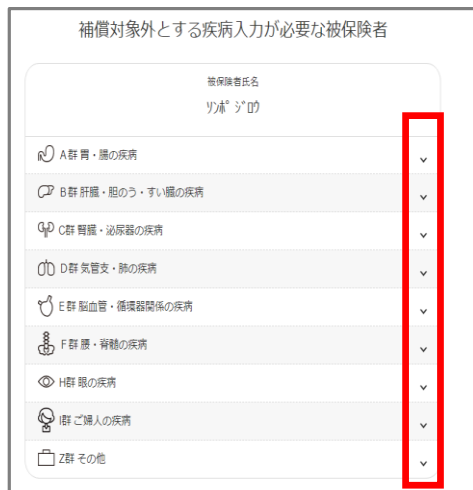 補償対象外とする疾病入力が必要な被保険者
被保険者氏名
リンポ ジロウ
A群 胃・腸の疾病
B群 肝臓・胆のう・すい臓の疾病
C群 腎臓・泌尿器の疾病
D群 気管支・肺の疾病
E群 脳血管・循環器関係の疾病
F群 腰・脊髄の疾病
H群 眼の疾病
I群 ご婦人の疾病
Z群 その他